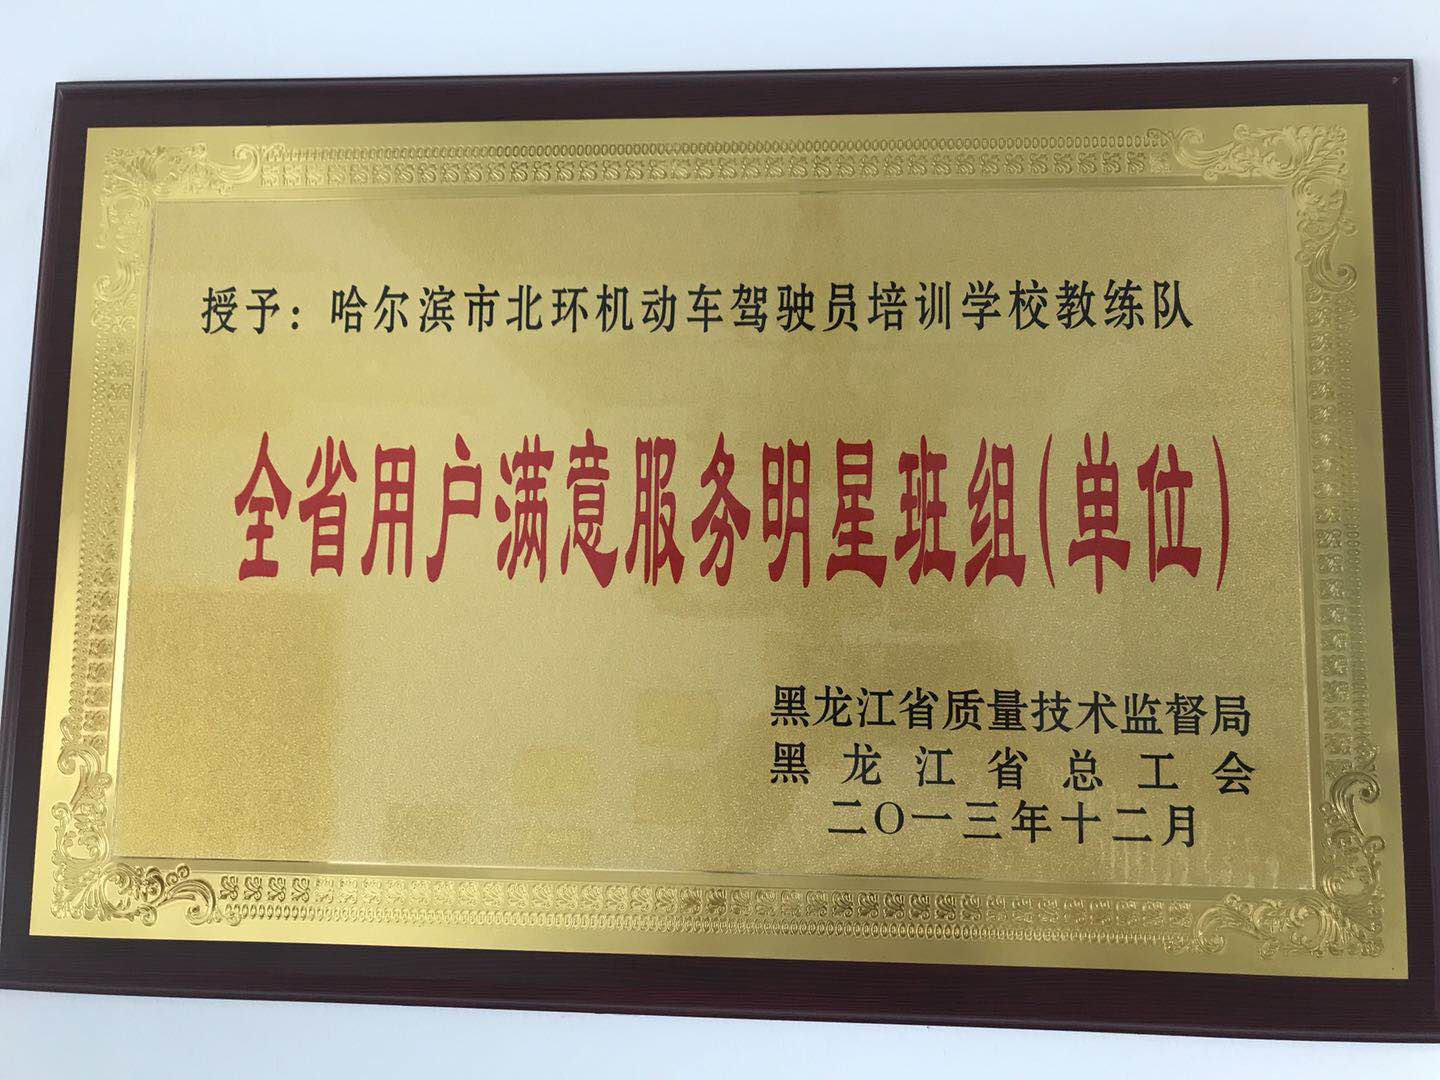 授予：哈尔滨市北环机动车驾驶员培训学校教练队
全省用户满意服务明星班组(单位)
黑龙江省质量技术监督局
黑龙江省总工会
二〇一三年十二月